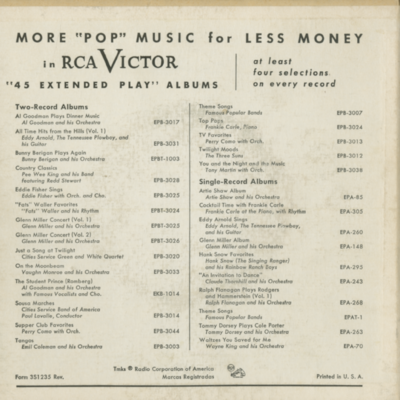 MORE "POP" MUSIC for LESS MONEY
in RCA VICTOR
"45 EXTENDED PLAY" ALBUMS
at least
four selections
on every record
Two-Record Albums
Al Goodman Plays Dinner Music
Al Goodman and his Orchestra EPB-3017
All Time Hits from the Hills (Vol. 1)
Eddy Arnold, The Tennessee Plowboy, and
his Guitar EPB-3031
Bunny Berigan Plays Again
Bunny Berigan and his Orchestra EPBT-1003
Country Classics
Pee Wee King and his Band
featuring Redd Stewart EPB-3028
Eddie Fisher Sings
Eddie Fisher with Orch. and Cho. EPB-3025
"Fats" Waller Favorites
"Fats" Waller and his Rhythm EPBT-3024
Glenn Miller Concert (Vol. 1)
Glenn Miller and his Orchestra EPBT-3025
Glenn Miller Concert (Vol. 2)
Glenn Miller and his Orchestra EPBT-3026
Just a Song at Twilight
Cities Service Green and White Quartet EPB-3020
On the Moonbeam
Vaughn Monroe and his Orchestra EPB-3033
The Student Prince (Romberg)
Al Goodman and his Orchestra
with Famous Vocalists and Cho. EKB-1014
Sousa Marches
Cities Service Band of America
Paul Lavalle, Conductor EPB-3014
Supper Club Favorites
Perry Como with Orch. EPB-3044
Tangos
Enil Coleman and his Orchestra EPB-3003
Theme Songs
Famous Popular Bands EPB-3007
Top Pops
Frankie Carle, Piano EPB-3034
TV Favorites
Perry Como with Orch. EPB-3013
Twilight Moods
The Three Suns EPB-3012
You and the Night and the Music
Tony Martin with Orch. EPB-3038
Single-Record Albums
Artie Shaw Album
Artie Shaw and his Orchestra EPA-85
Cocktail Time with Frankie Carle
Frankie Carle at the Piano, with Rhythm EPA-305
Eddy Arnold Sings
Eddy Arnold, The Tennessee Plowboy,
and his Guitar EPA-260
Glenn Miller Album
Glenn Miller and his Orchestra EPA-148
Hank Snow Favorites
Hank Snow (The Singing Ranger)
and his Rainbow Ranch Boys EPA-295
"An Invitation to Dance"
Claude Thornhill and his Orchestra EPA-243
Ralph Flanagan Plays Rodgers
and Hammerstein (Vol. 1)
Ralph Flanagan and his Orchestra EPA-268
Theme Songs
Famous Popular Bands EPAT-1
Tommy Dorsey Plays Cole Porter
Tommy Dorsey and his Orchestra EPA-363
Waltzes You Saved for Me
Wayne King and his Orchestra EPA-70
Form 3S1235 Rev.
Tmks ® Radio Corporation of America
Marcas Registradas
Printed in U. S. A.